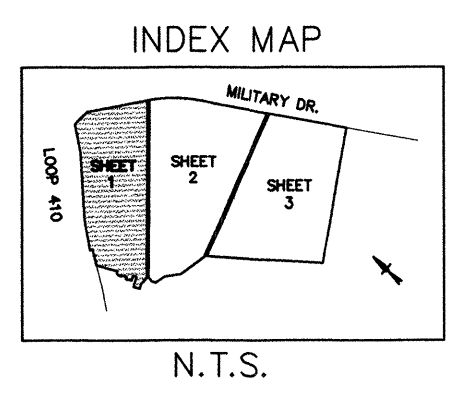 INDEX MAP
MILITARY DR.
LOOP 410
SHEET
1
SHEET
2
SHEET
3
N.T.S.